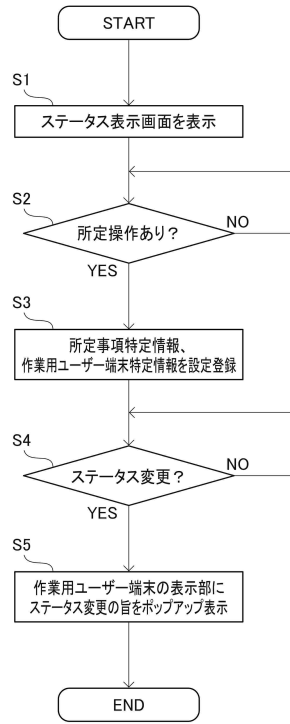 START
S1
ステータス表示画面を表示
S2
所定操作あり？
NO
YES
S3
所定事項特定情報、
作業用ユーザー端末特定情報を設定登録
S4
ステータス変更？
NO
YES
S5
作業用ユーザー端末の表示部に
ステータス変更の旨をポップアップ表示
END